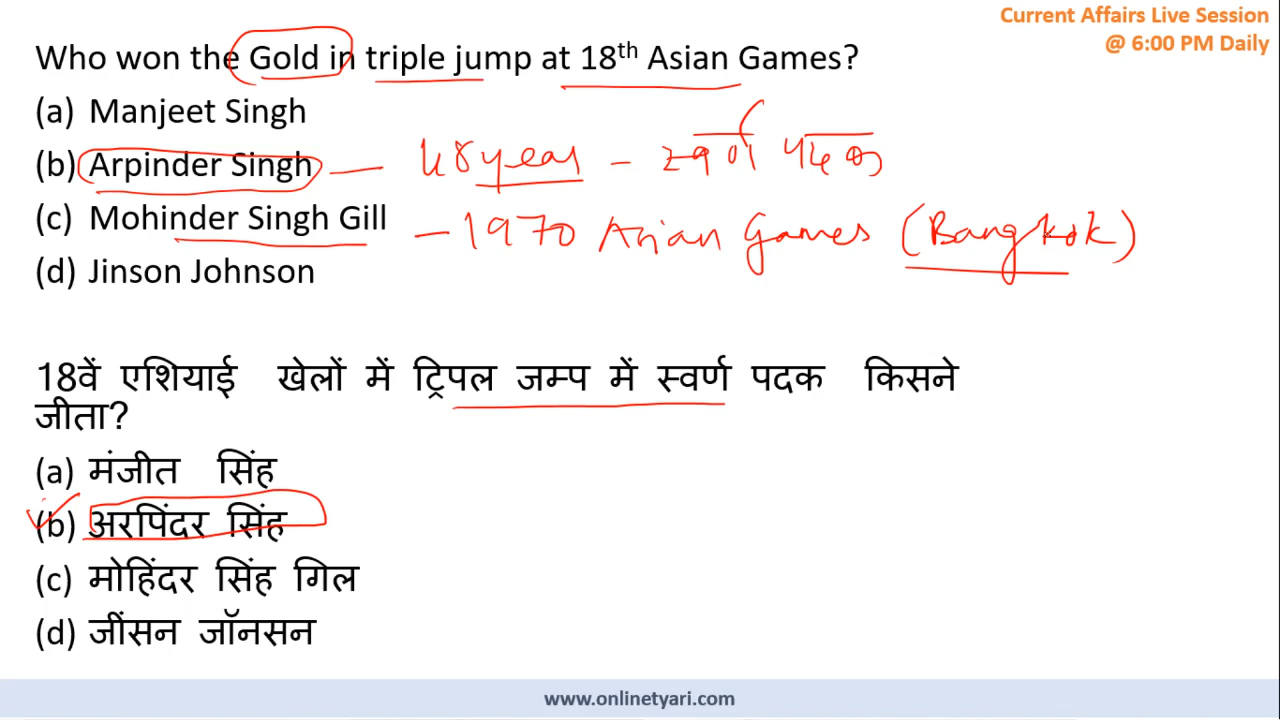 Current Affairs Live Session
@ 6:00 PM Daily
Who won the Gold in triple jump at 18th Asian Games?
(a) Manjeet Singh
(b) Arpinder Singh – 48 year – 29वां पदक
(c) Mohinder Singh Gill – 1970 Asian Games (Bangkok)
(d) Jinson Johnson
18वें एशियाई खेलों में ट्रिपल जम्प में स्वर्ण पदक किसने
जीता?
(a) मंजीत सिंह
(b) अरपिंदर सिंह
(c) मोहिंदर सिंह गिल
(d) जींसन जॉनसन
www.onlinetyari.com